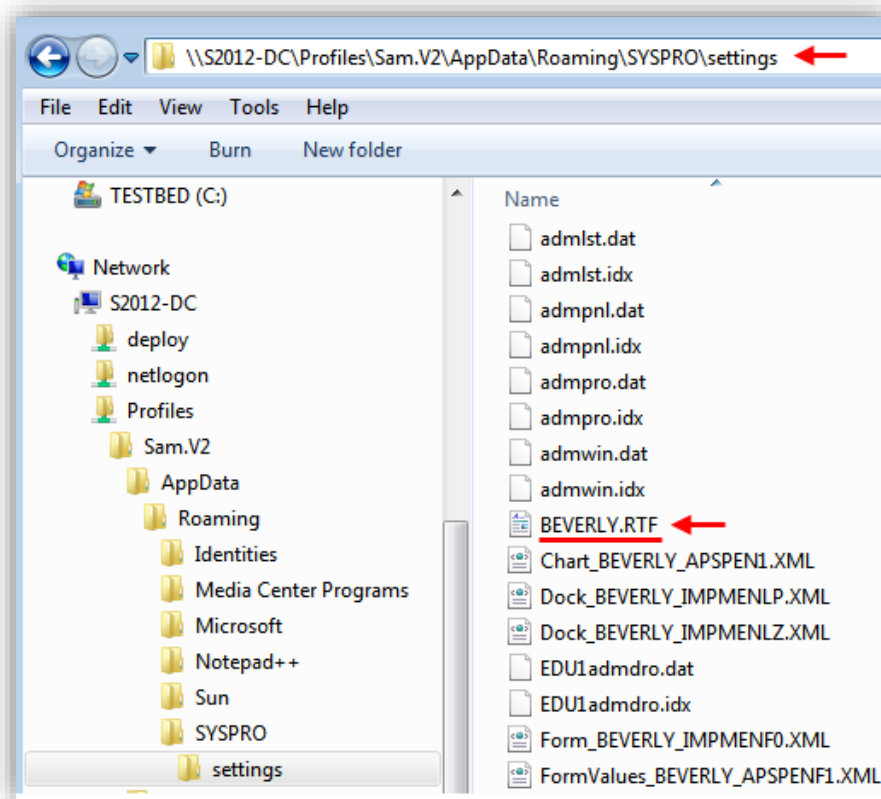 \\S2012-DC\Profiles\Sam.V2\AppData\Roaming\SYSPRO\settings
File Edit View Tools Help
Organize Burn New folder
TESTBED (C:)
Network
S2012-DC
deploy
netlogon
Profiles
Sam.V2
AppData
Roaming
Identities
Media Center Programs
Microsoft
Notepad++
Sun
SYSPRO
settings
Name
admlst.dat
admlst.idx
admpnl.dat
admpnl.idx
admpro.dat
admpro.idx
admwin.dat
admwin.idx
BEVERLY.RTF
Chart_BEVERLY_APSPEN1.XML
Dock_BEVERLY_IMPMENLP.XML
Dock_BEVERLY_IMPMENLZ.XML
EDU1admdro.dat
EDU1admdro.idx
Form_BEVERLY_IMPMENF0.XML
FormValues_BEVERLY_APSPENF1.XML